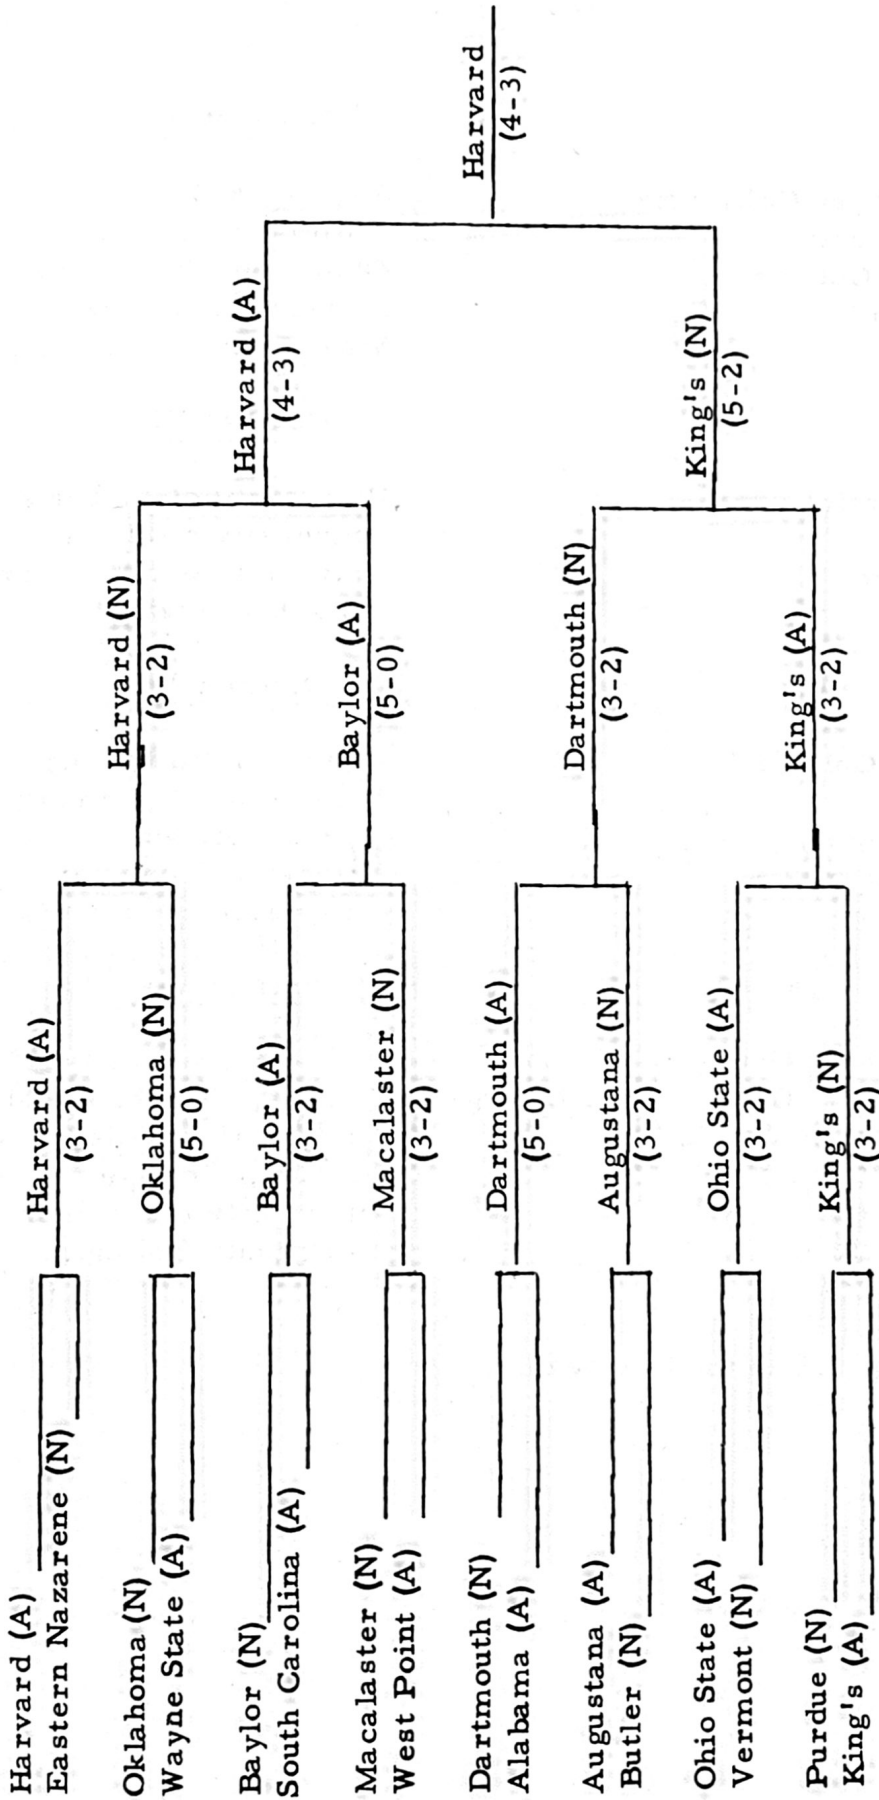 Harvard (A)
Eastern Nazarene (N)
Oklahoma (N)
Wayne State (A)
Baylor (N)
South Carolina (A)
Macalaster (N)
West Point (A)
Dartmouth (N)
Alabama (A)
Augustana (A)
Butler (N)
Ohio State (A)
Vermont (N)
Purdue (N)
King's (A)
Harvard (A)
(3-2)
Oklahoma (N)
(5-0)
Baylor (A)
(3-2)
Macalaster (N)
(3-2)
Dartmouth (A)
(5-0)
Augustana (N)
(3-2)
Ohio State (A)
(3-2)
King's (N)
(3-2)
Harvard (N)
(3-2)
Baylor (A)
(5-0)
Dartmouth (N)
(3-2)
King's (A)
(3-2)
Harvard (A)
(4-3)
King's (N)
(5-2)
Harvard
(4-3)